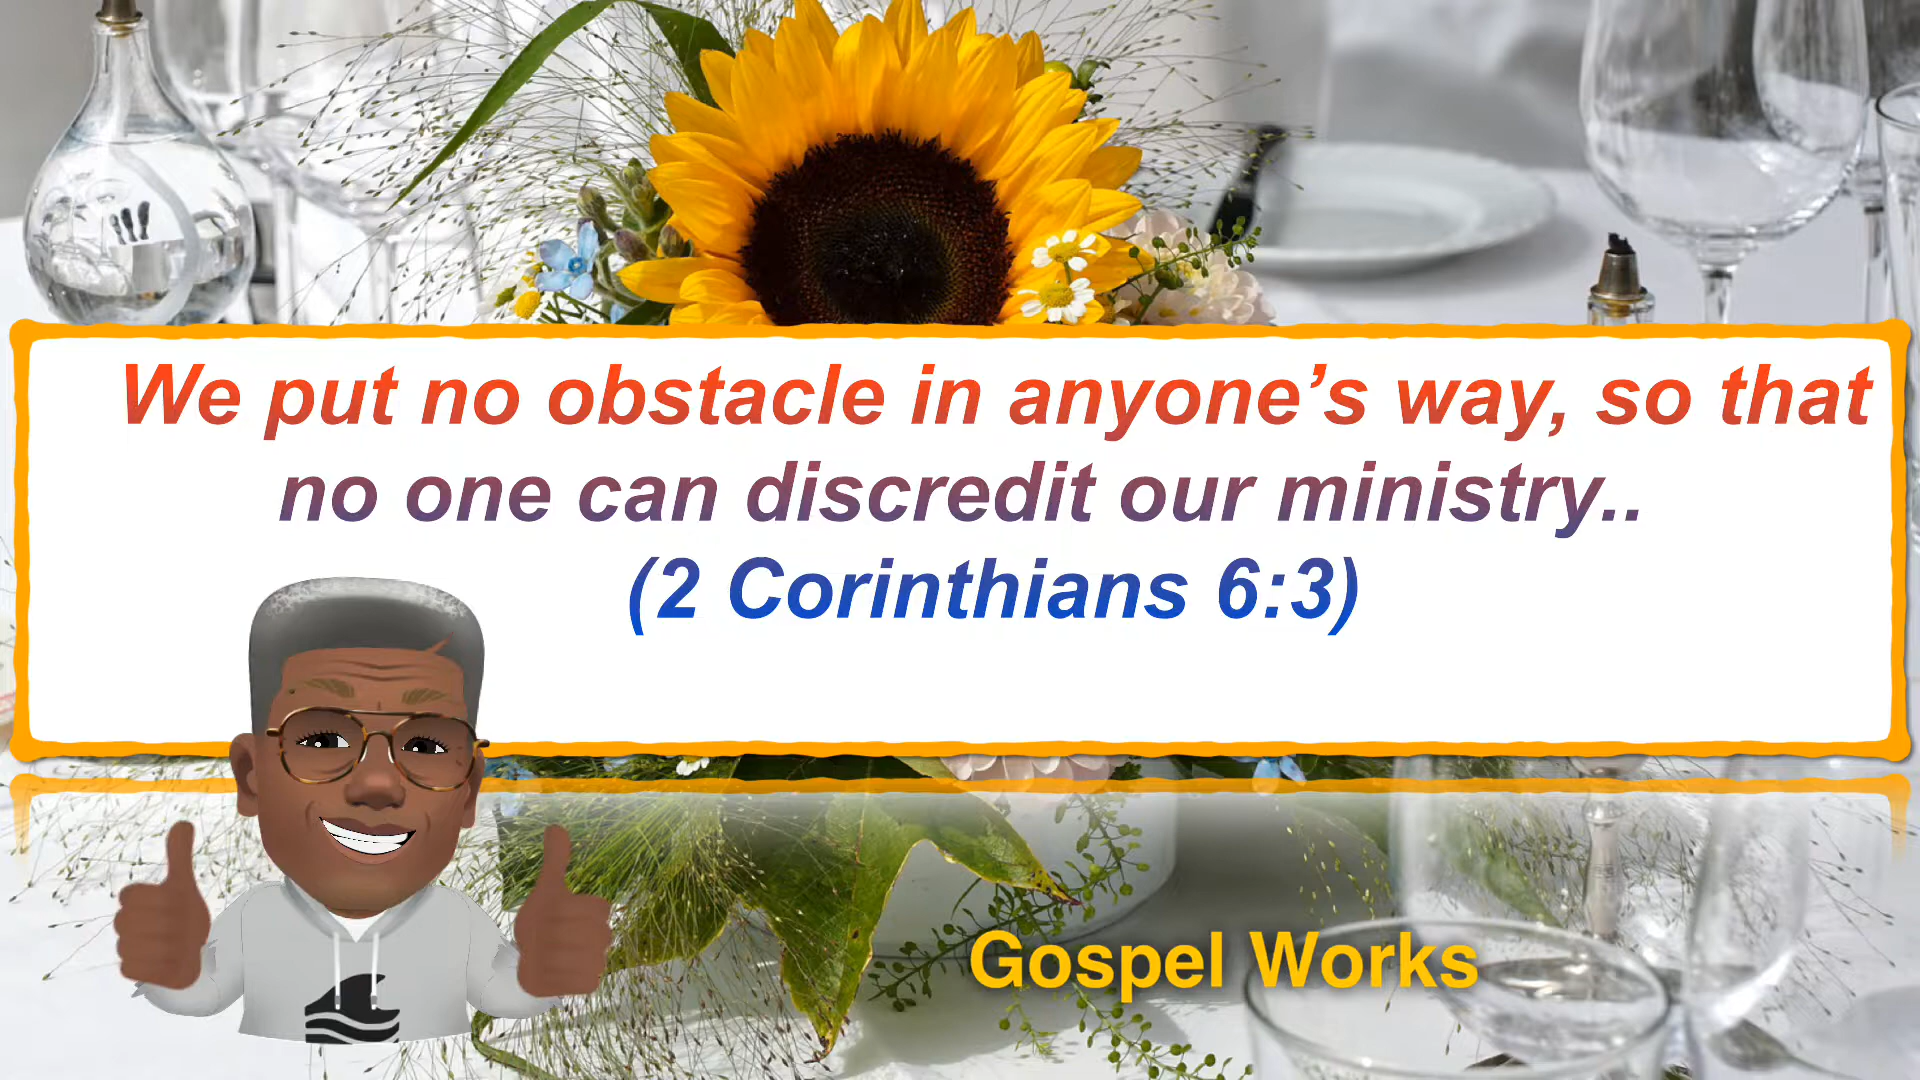 We put no obstacle in anyone’s way, so that
no one can discredit our ministry..
(2 Corinthians 6:3)
Gospel Works